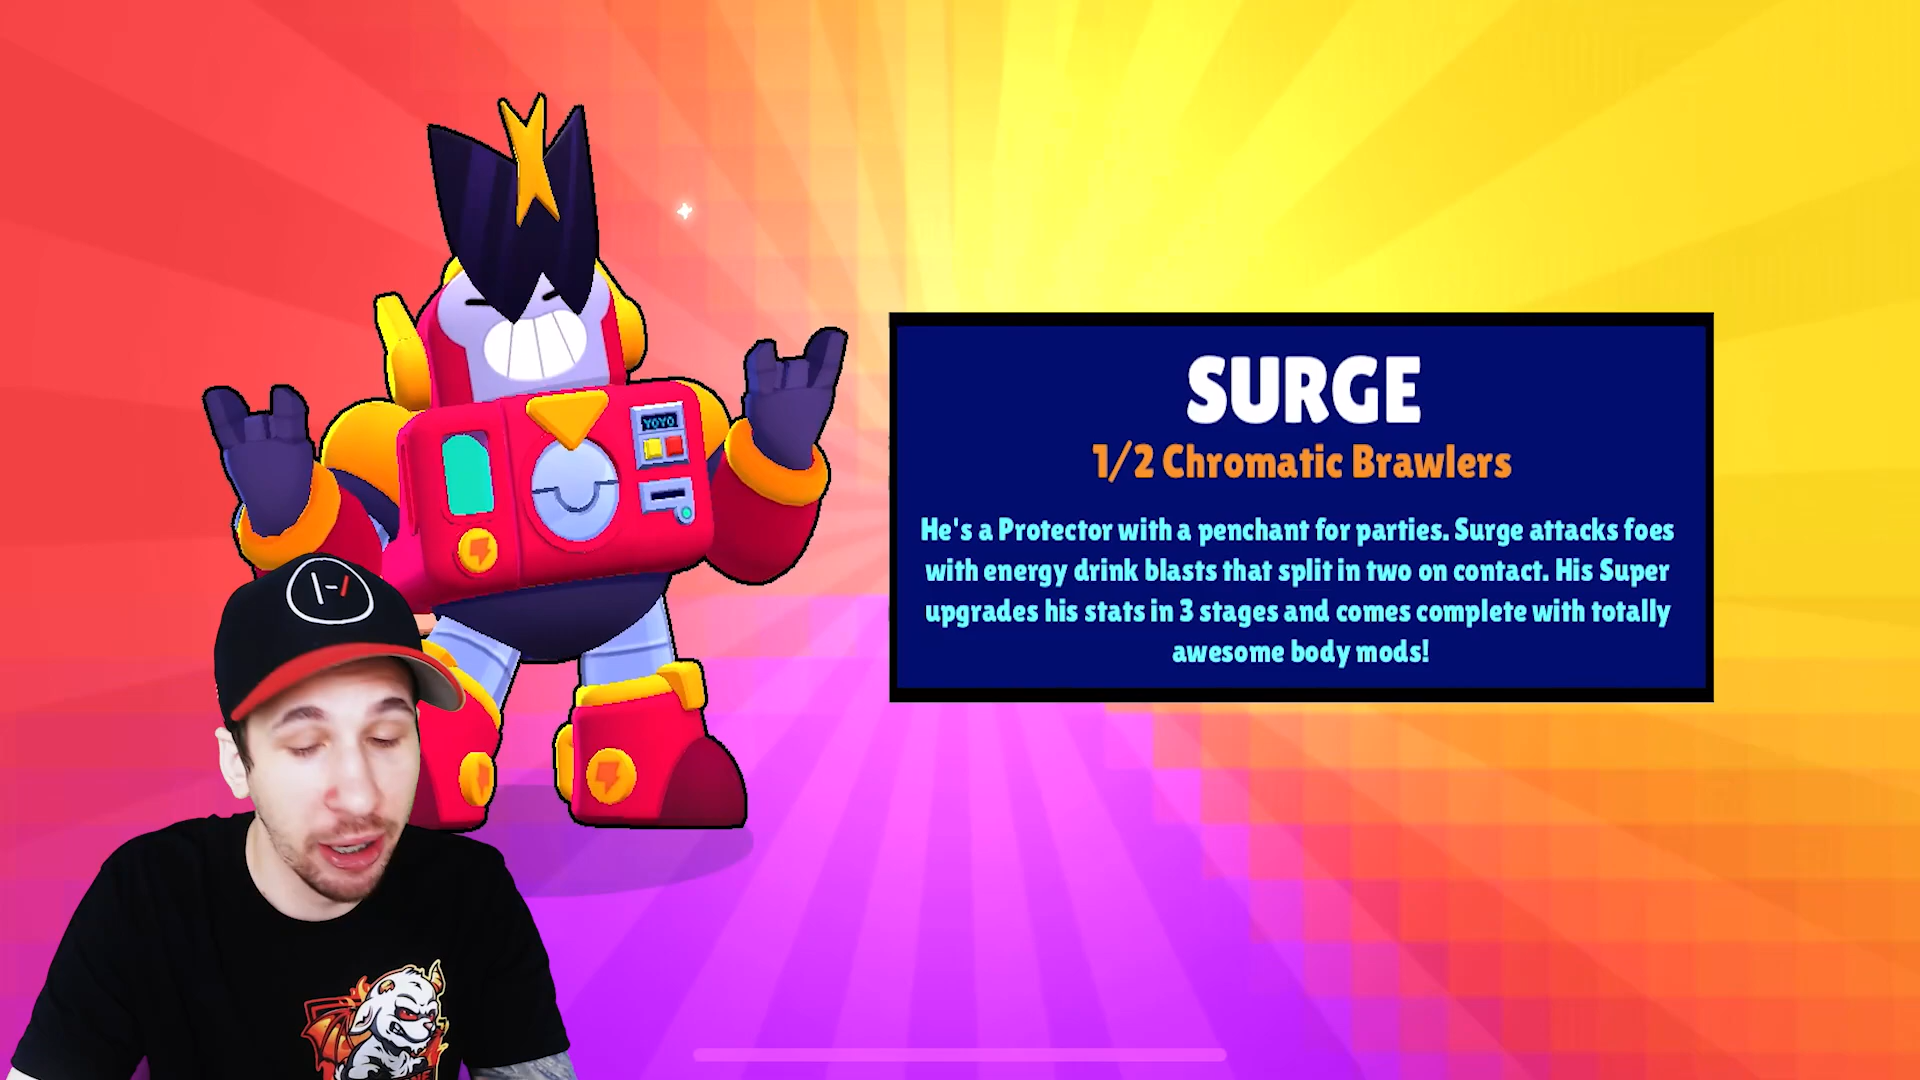 YOYO
SURGE
1/2 Chromatic Brawlers
He's a Protector with a penchant for parties. Surge attacks foes
with energy drink blasts that split in two on contact. His Super
upgrades his stats in 3 stages and comes complete with totally
awesome body mods!
|-/